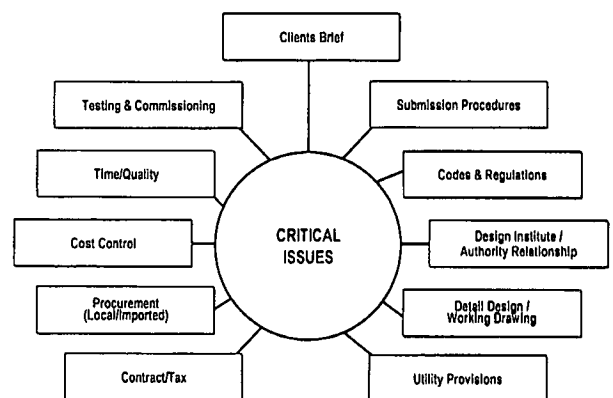 Clients Brief
Testing & Commissioning
Submission Procedures
Time/Quality
Codes & Regulations
CRITICAL
ISSUES
Cost Control
Design Institute /
Authority Relationship
Procurement
(Local/Imported)
Detail Design /
Working Drawing
Contract/Tax
Utility Provisions